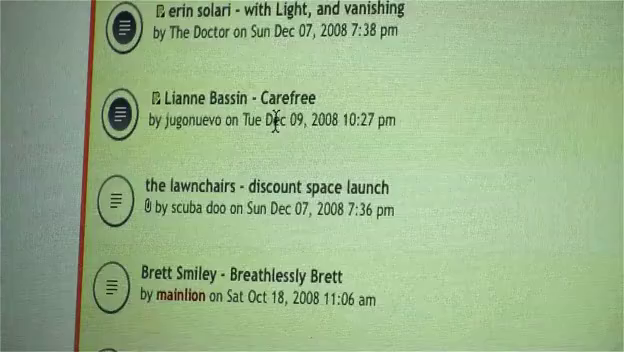 erin solari - with Light, and vanishing
by The Doctor on Sun Dec 07, 2008 7:38 pm
Lianne Bassin - Carefree
by jugonuevo on Tue Dec 09, 2008 10:27 pm
the lawnchairs - discount space launch
by scuba doo on Sun Dec 07, 2008 7:36 pm
Brett Smiley - Breathlessly Brett
by mainlion on Sat Oct 18, 2008 11:06 am